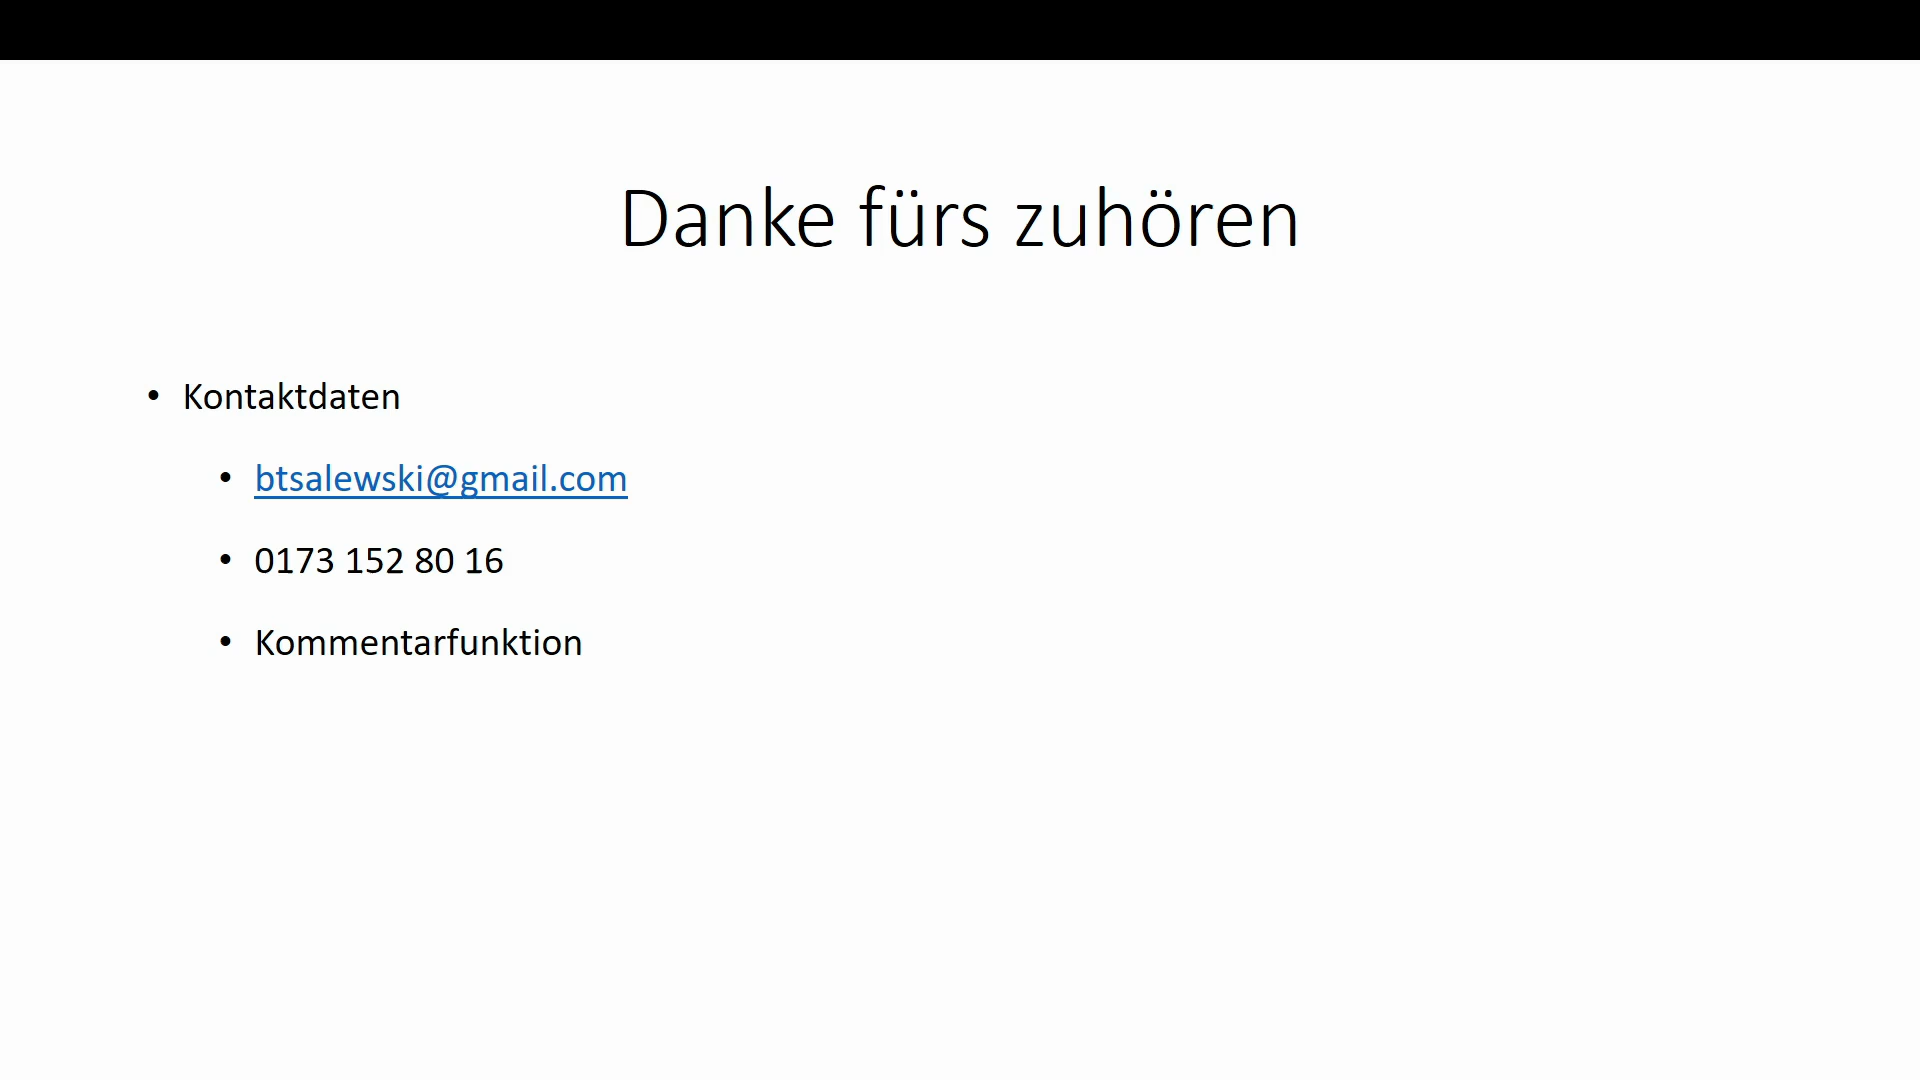 Danke fürs zuhören
• Kontaktdaten
• btsalewski@gmail.com
• 0173 152 80 16
• Kommentarfunktion